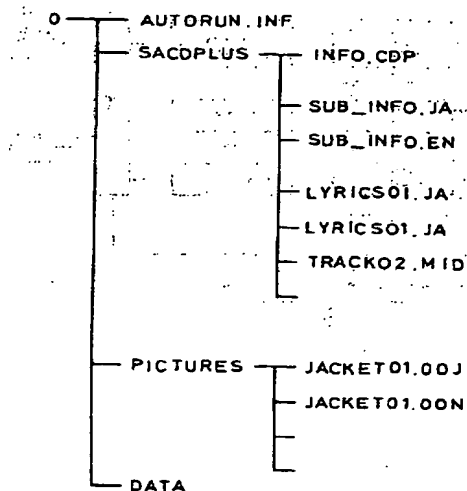 O
AUTORUN.INF
SACDPLUS
INFO.CDP
SUB_INFO.JA
SUB_INFO.EN
LYRICS01.JA
LYRICS01.JA
TRACK02.MID
PICTURES
JACKET01.00J
JACKET01.00N
DATA